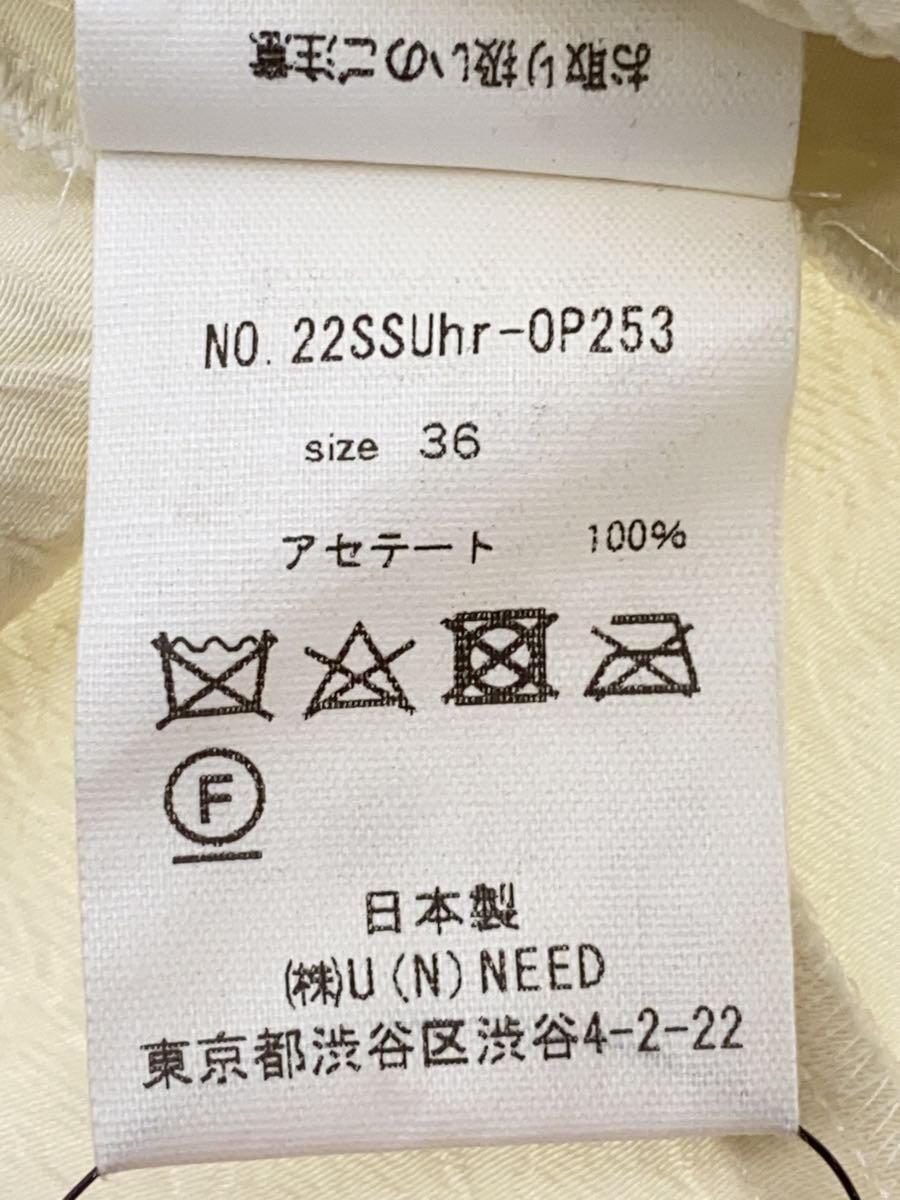 お取り扱いのご注意
NO. 22SSUhr-OP253
size 36
アセテート 100%
F
日本製
(株)U(N)NEED
東京都渋谷区渋谷4-2-22